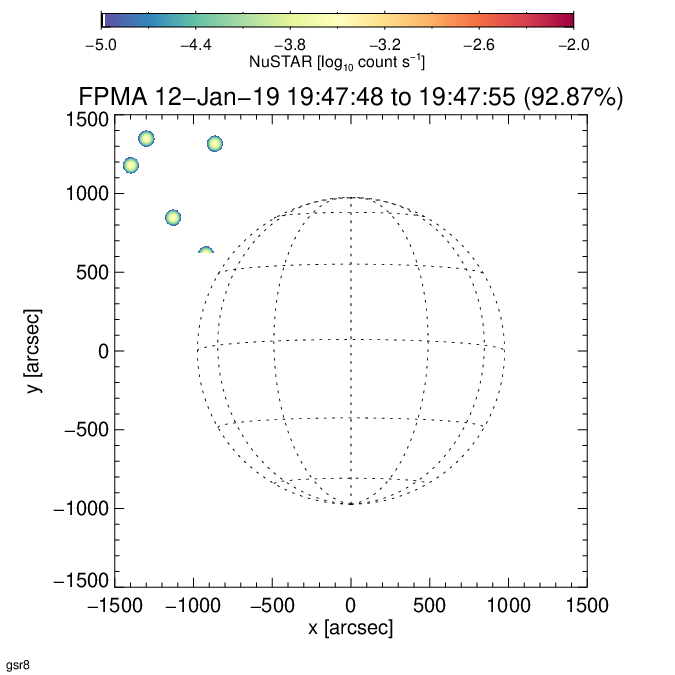 −5.0 −4.4 −3.8 −3.2 −2.6 −2.0
NuSTAR [log₁₀ count s⁻¹]
FPMA 12−Jan−19 19:47:48 to 19:47:55 (92.87%)
1500
1000
500
0
−500
−1000
−1500
y [arcsec]
−1500 −1000 −500 0 500 1000 1500
x [arcsec]
gsr8